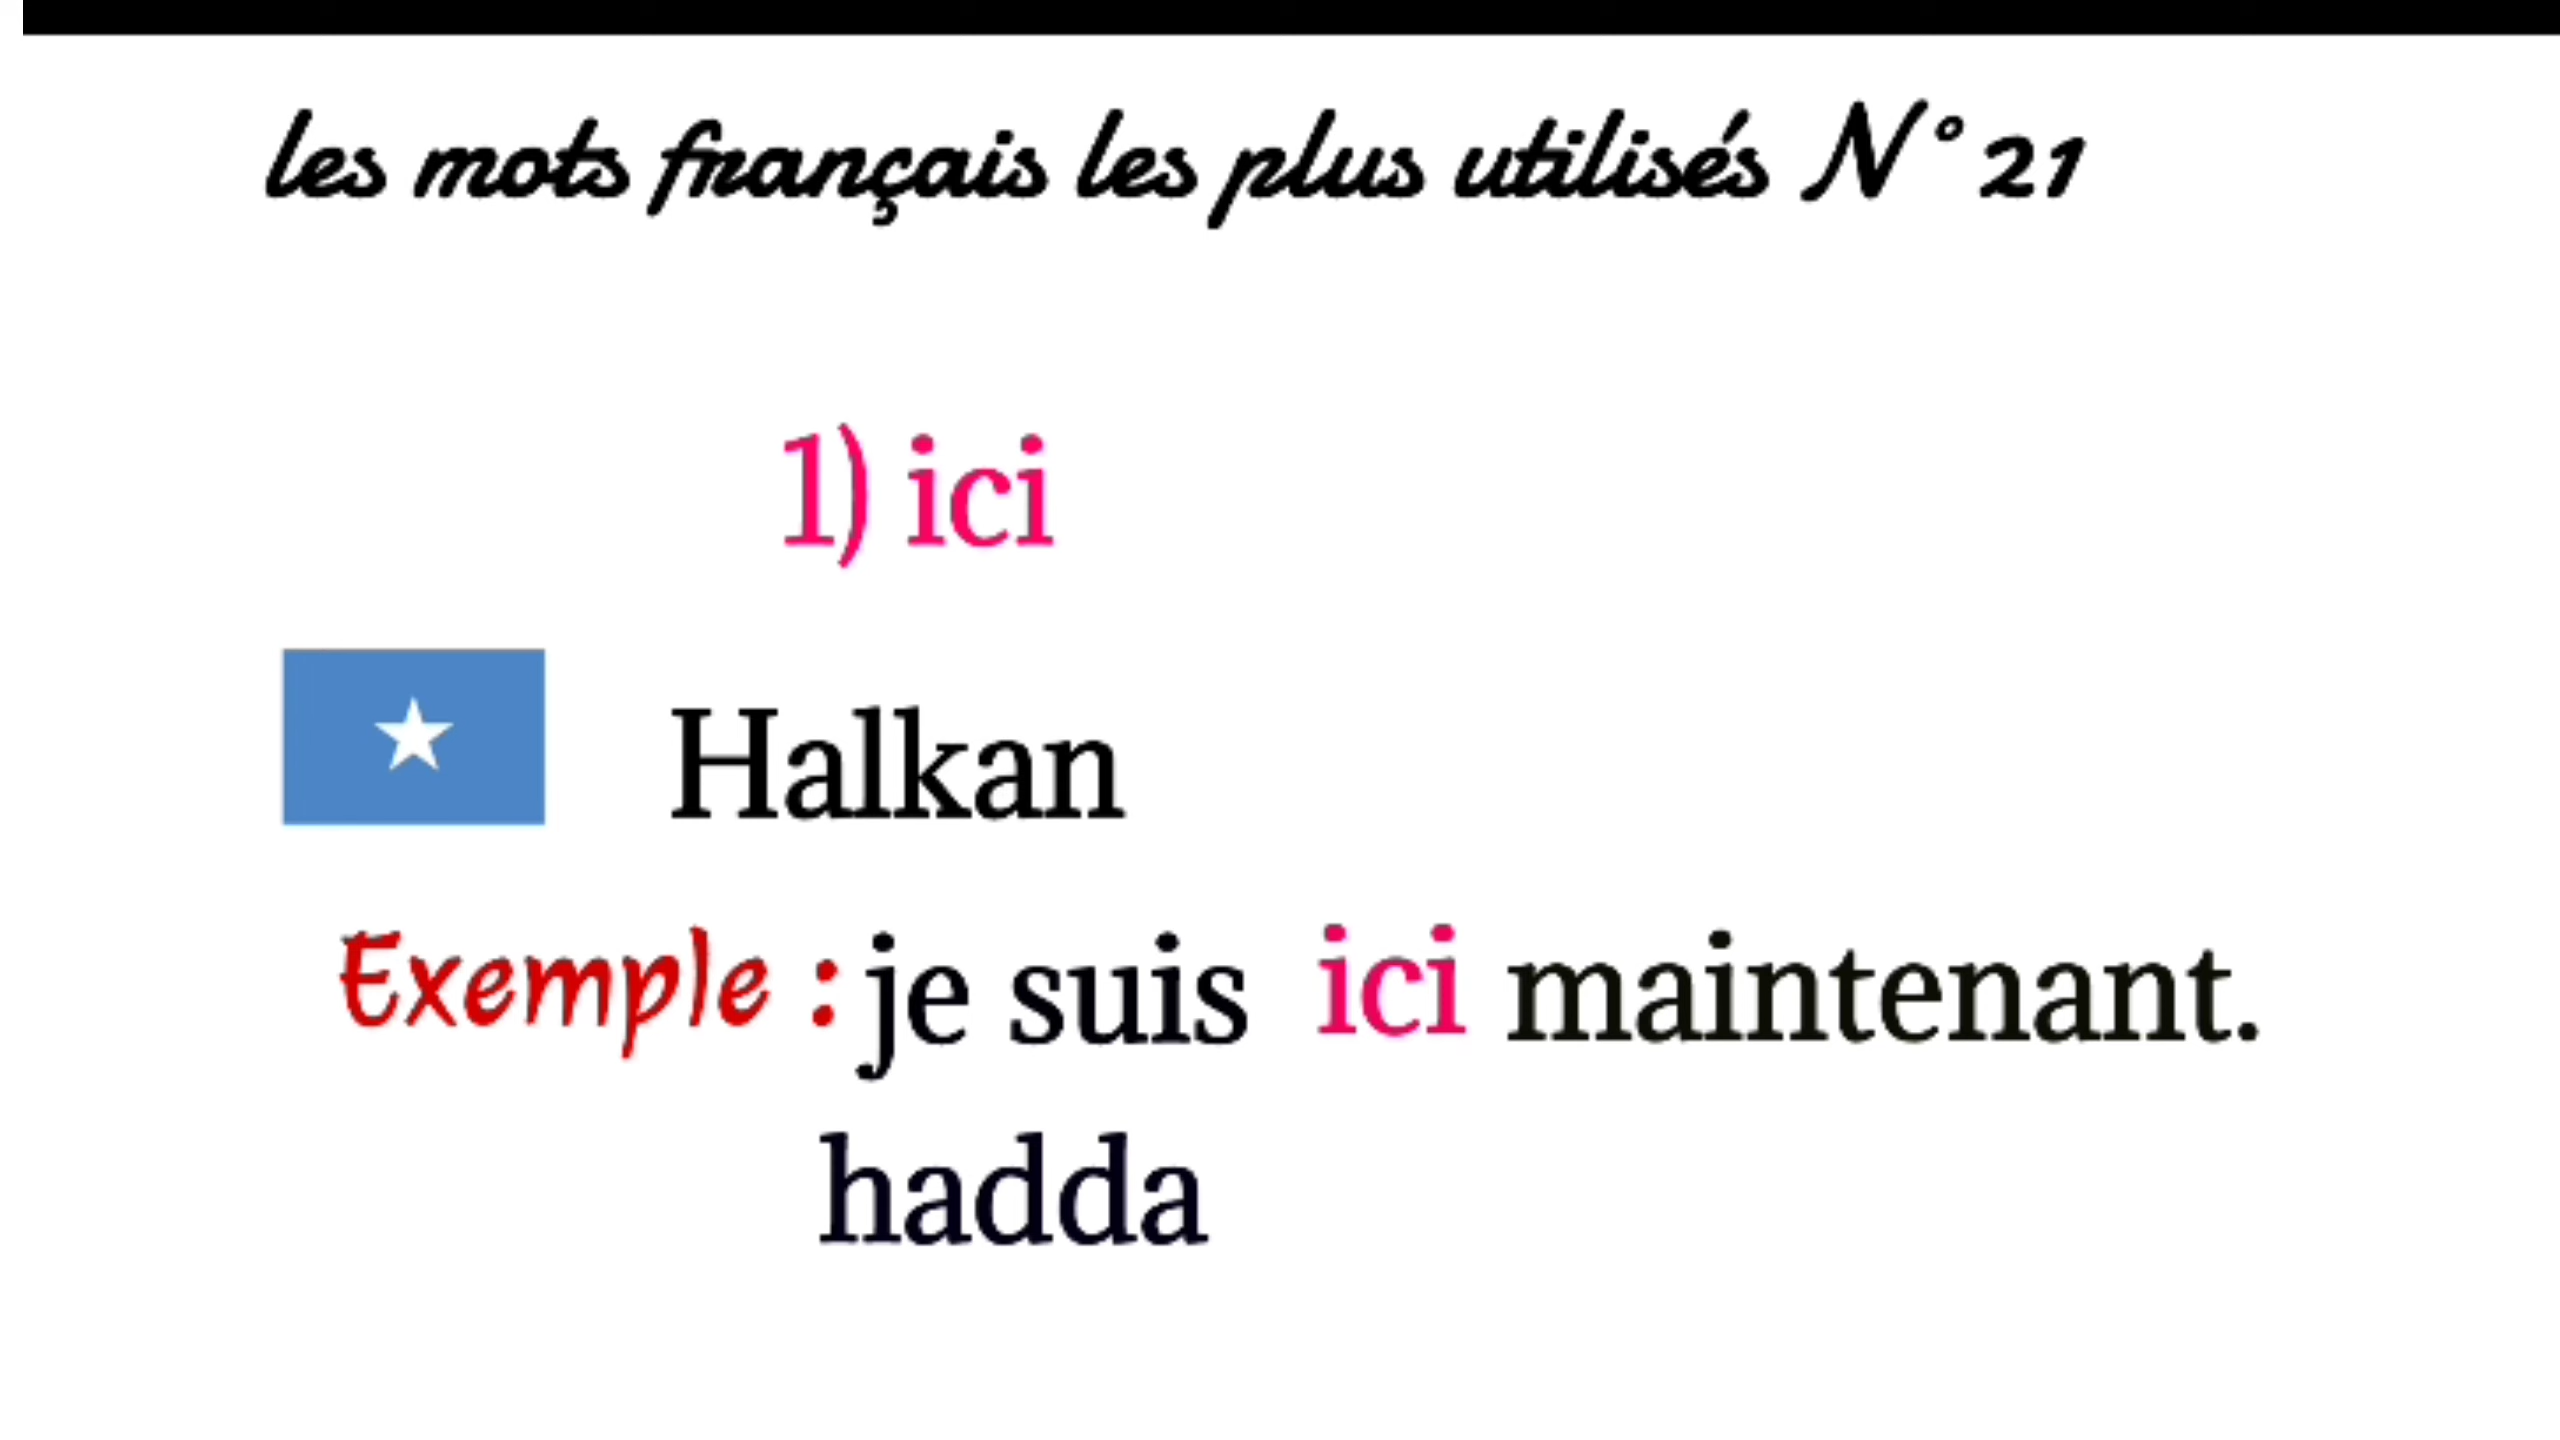 les mots français les plus utilisés N° 21
1) ici
Halkan
Exemple : je suis ici maintenant.
hadda